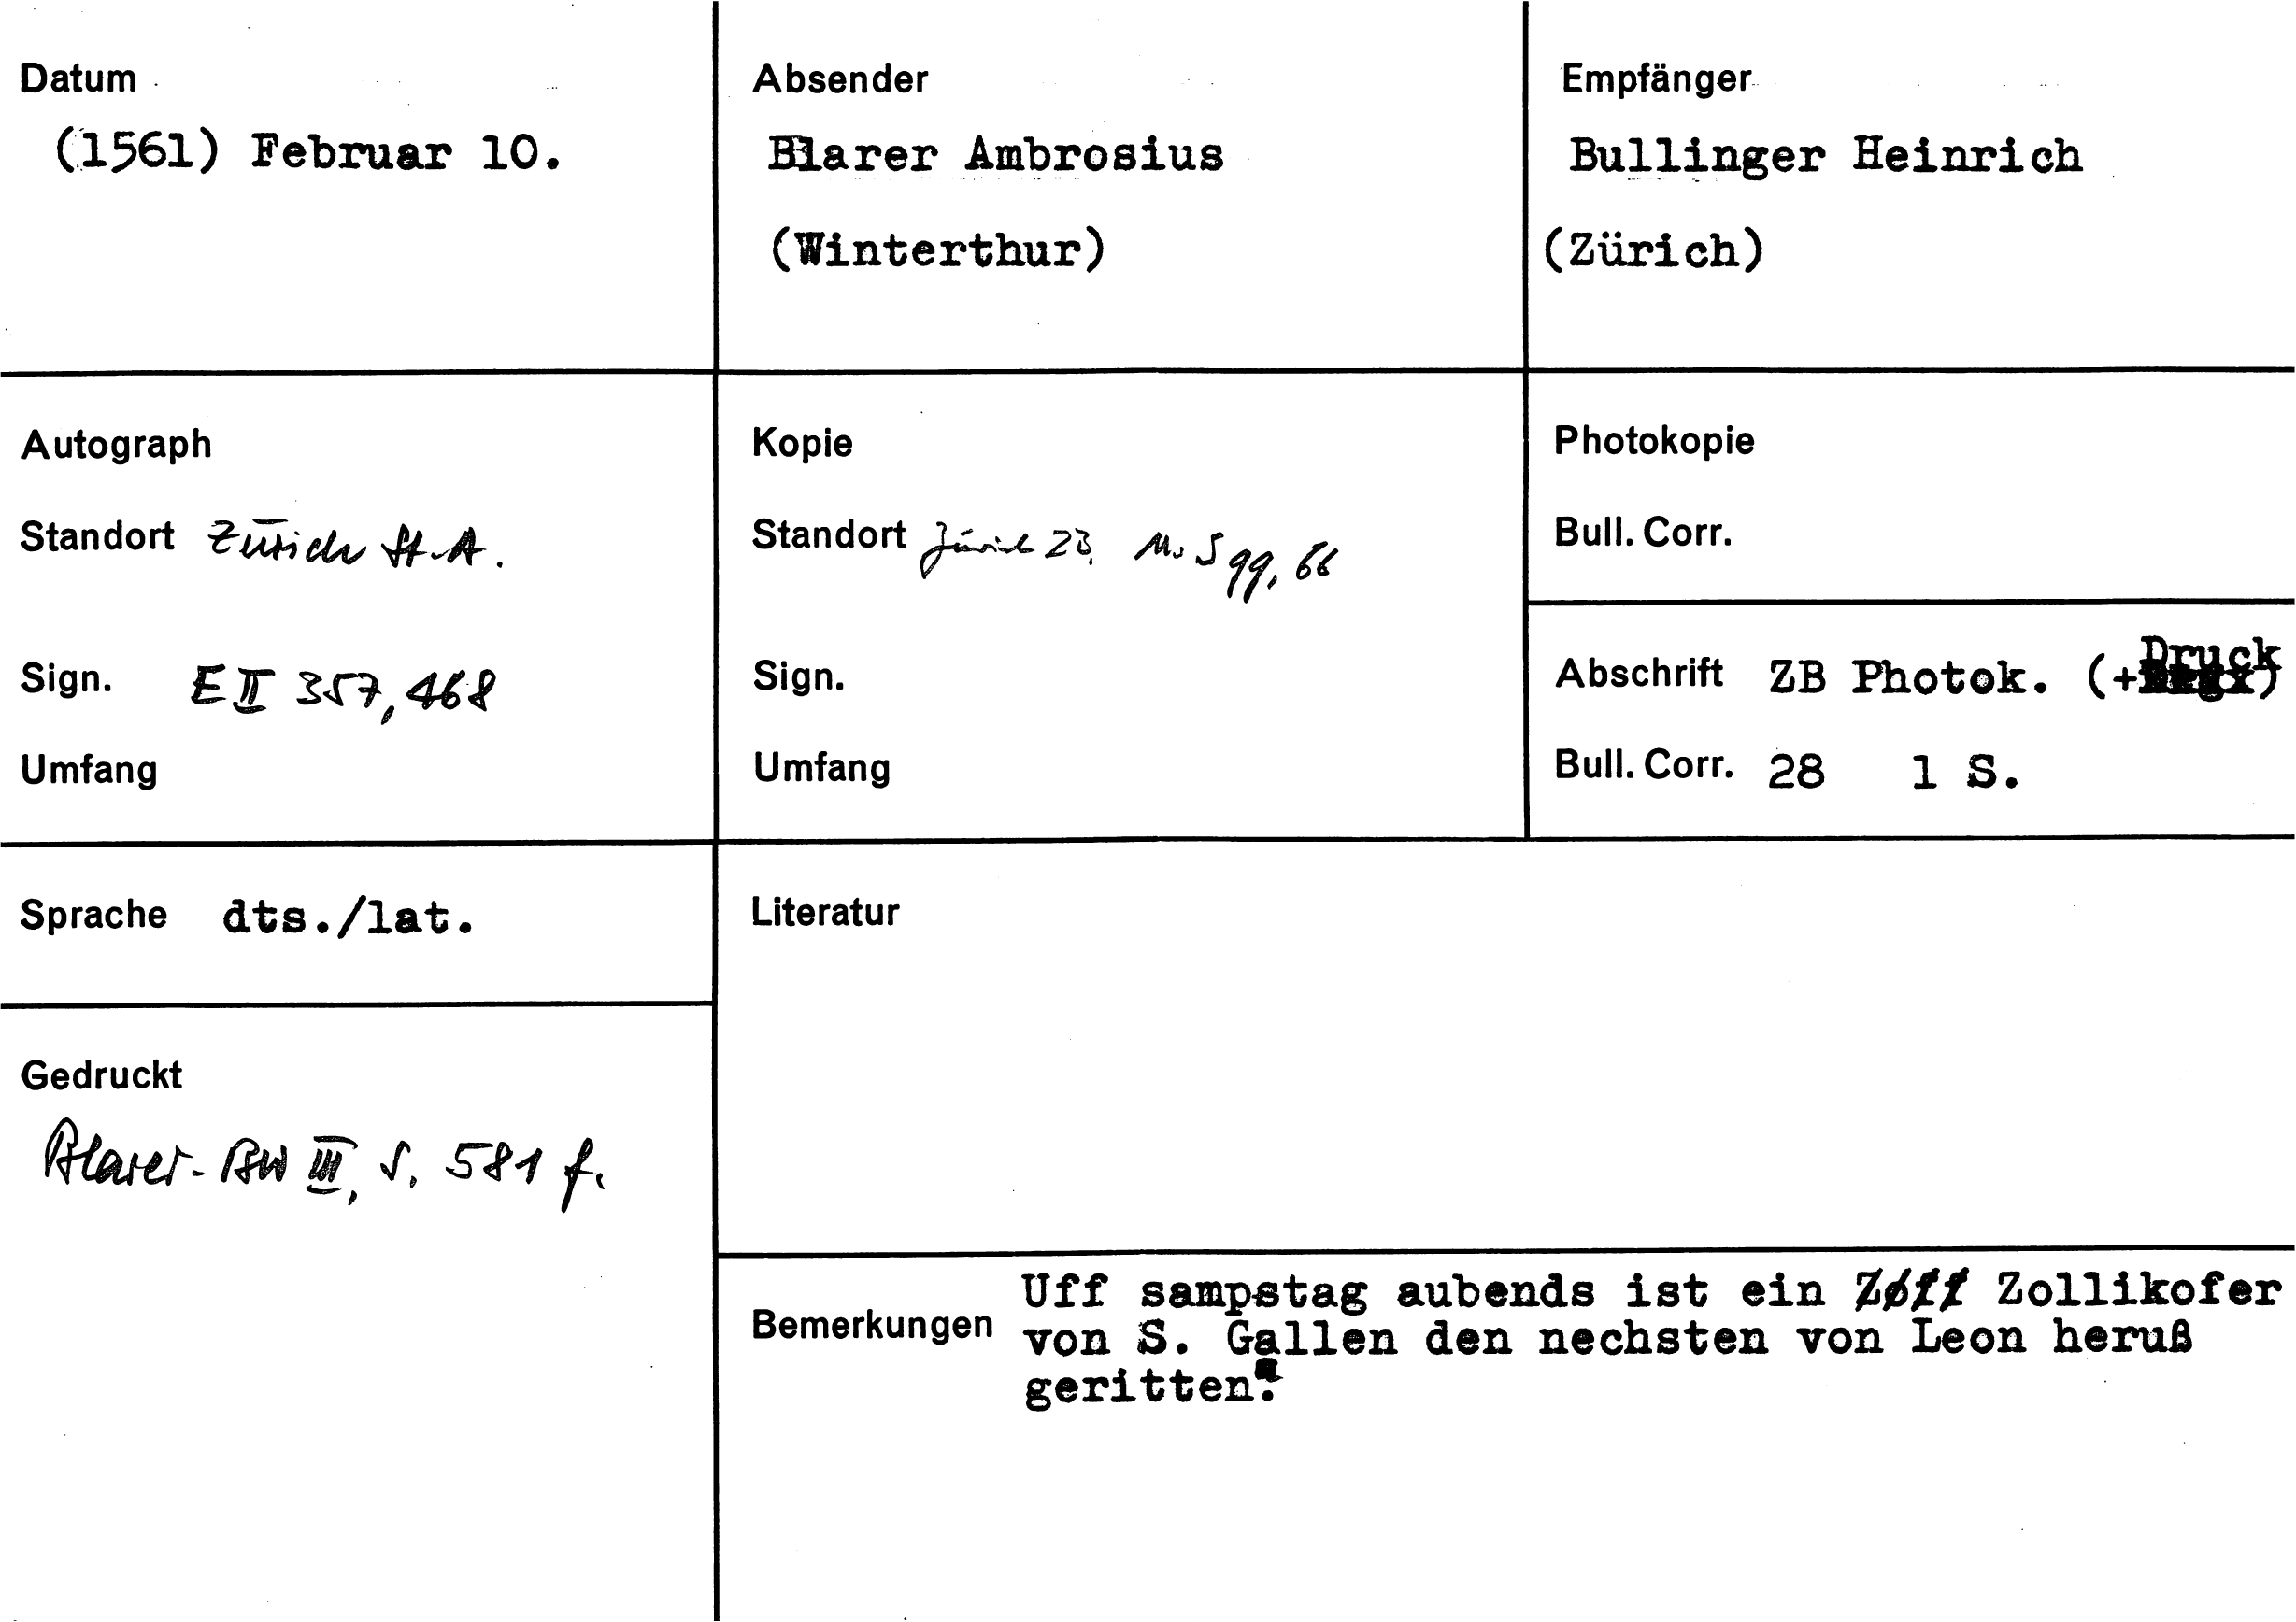 Datum
(1561) Februar 10.
Absender
Blarer Ambrosius
(Winterthur)
Empfänger
Bullinger Heinrich
(Zürich)
Autograph
Standort Zürich St.A.
Sign. E II 357, 468
Umfang
Kopie
Standort Zürich ZB, Ms S 99, 66
Sign.
Umfang
Photokopie
Bull. Corr.
Abschrift ZB Photok. (+Druck)
Bull. Corr. 28 1 S.
Sprache dts./lat.
Literatur
Gedruckt
Blarer-BW III, S. 581 f.
Bemerkungen
Uff sampstag aubends ist ein Zoll Zollikofer
von S. Gallen den nechsten von Leon heruß
geritten.